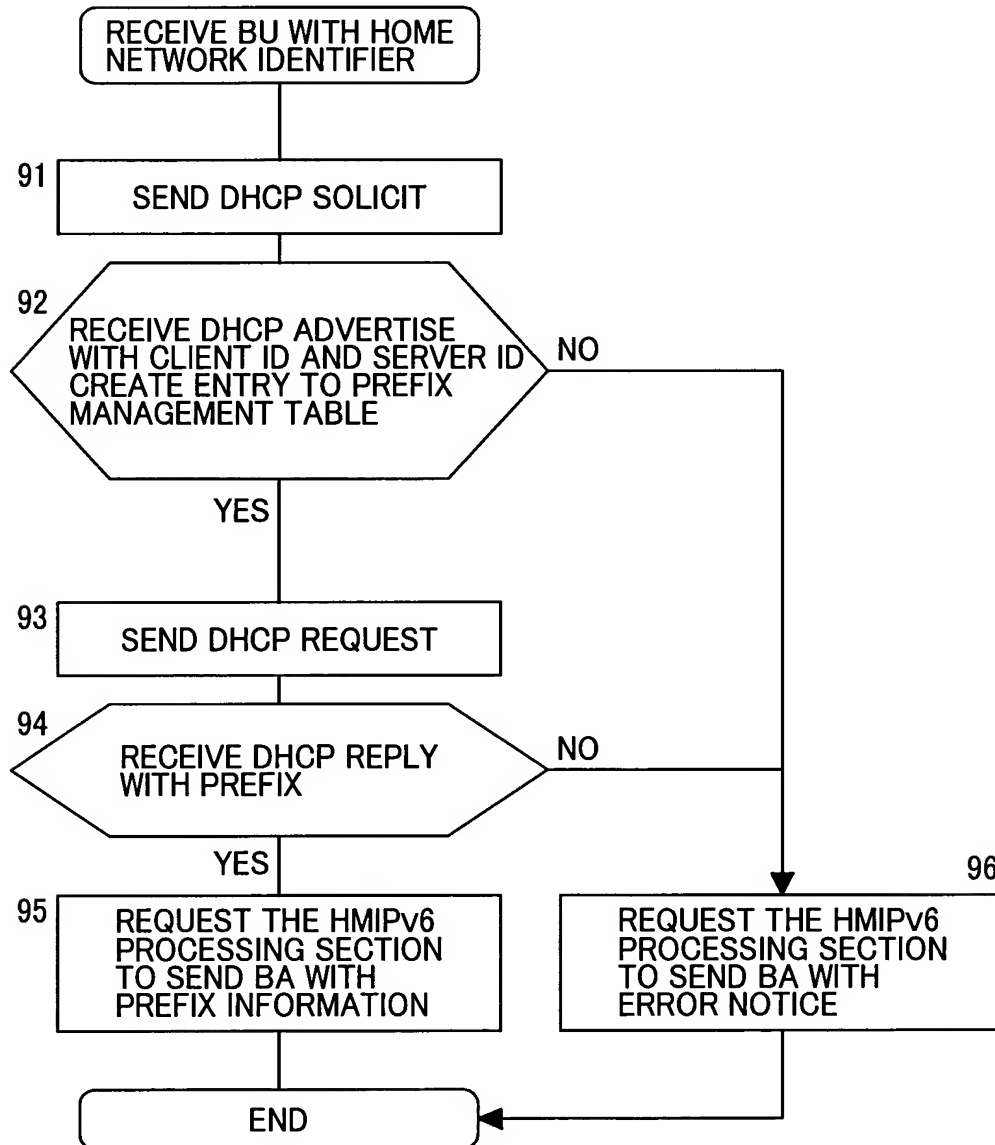 RECEIVE BU WITH HOME
NETWORK IDENTIFIER
91
SEND DHCP SOLICIT
92
RECEIVE DHCP ADVERTISE
WITH CLIENT ID AND SERVER ID
CREATE ENTRY TO PREFIX
MANAGEMENT TABLE
NO
YES
93
SEND DHCP REQUEST
94
RECEIVE DHCP REPLY
WITH PREFIX
NO
YES
95
REQUEST THE HMIPv6
PROCESSING SECTION
TO SEND BA WITH
PREFIX INFORMATION
96
REQUEST THE HMIPv6
PROCESSING SECTION
TO SEND BA WITH
ERROR NOTICE
END